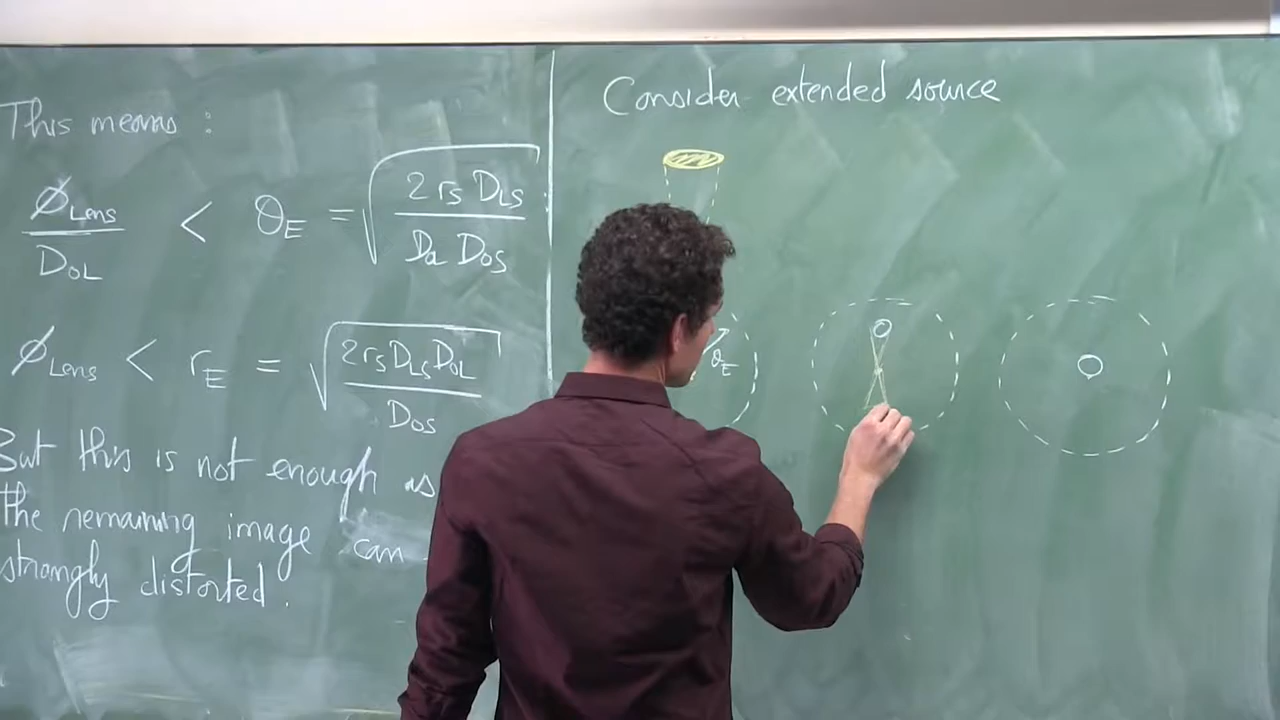 This means :
ø_Lens / D_OL < θ_E = √(2 r_s D_LS / D_a D_OS)
ø_Lens < r_E = √(2 r_s D_LS D_OL / D_OS)
But this is not enough as
the remaining image can
strongly distorted.
Consider extended source
θ_E